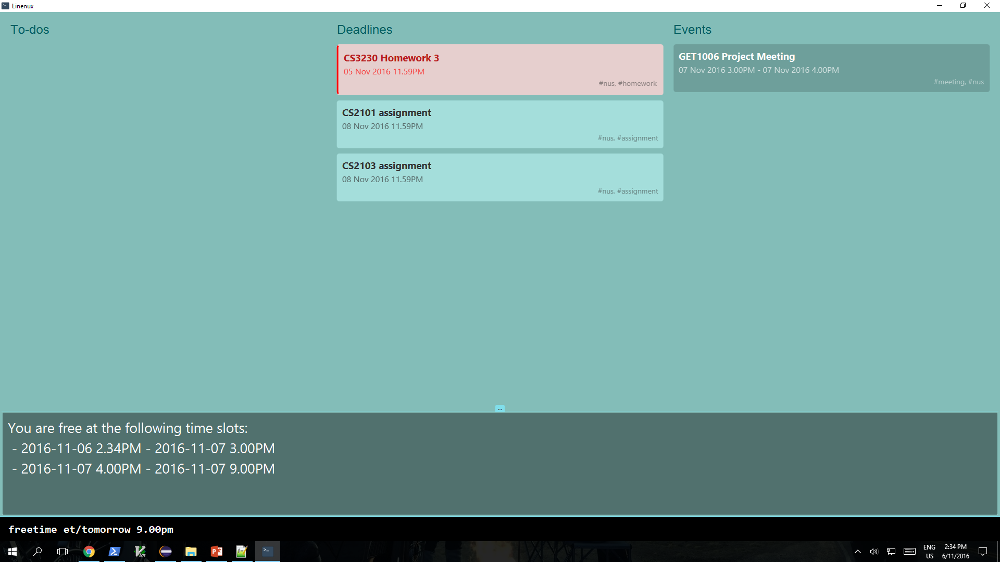 Linenux
To-dos
Deadlines
CS3230 Homework 3
05 Nov 2016 11.59PM
#nus, #homework
CS2101 assignment
08 Nov 2016 11.59PM
#nus, #assignment
CS2103 assignment
08 Nov 2016 11.59PM
#nus, #assignment
Events
GET1006 Project Meeting
07 Nov 2016 3.00PM - 07 Nov 2016 4.00PM
#meeting, #nus
...
You are free at the following time slots:
- 2016-11-06 2.34PM - 2016-11-07 3.00PM
- 2016-11-07 4.00PM - 2016-11-07 9.00PM
freetime et/tomorrow 9.00pm
ENG
US
2:34 PM
6/11/2016